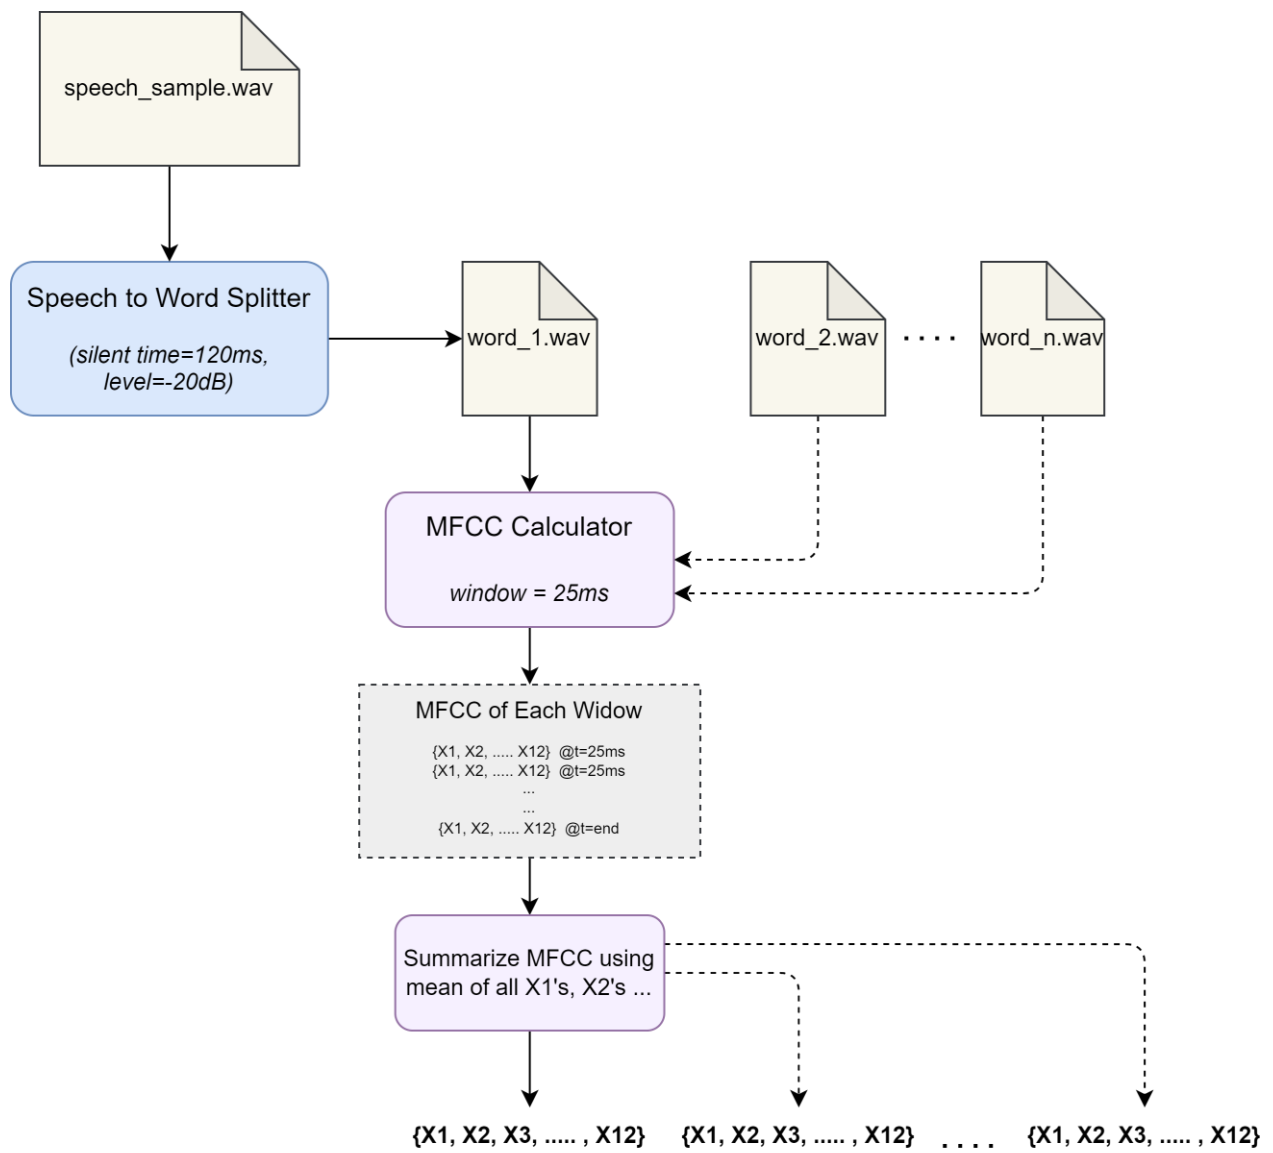 speech_sample.wav
Speech to Word Splitter
(silent time=120ms,
level=-20dB)
word_1.wav
word_2.wav
. . . .
word_n.wav
MFCC Calculator
window = 25ms
MFCC of Each Widow
{X1, X2, ..... X12} @t=25ms
{X1, X2, ..... X12} @t=25ms
...
...
{X1, X2, ..... X12} @t=end
Summarize MFCC using
mean of all X1's, X2's ...
{X1, X2, X3, ..... , X12}
{X1, X2, X3, ..... , X12}
. . . .
{X1, X2, X3, ..... , X12}